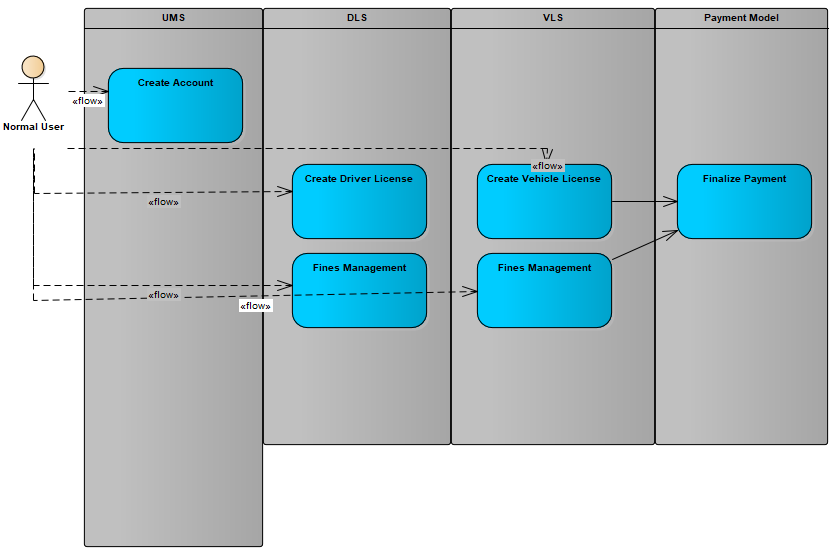 UMS
DLS
VLS
Payment Model
Create Account
«flow»
Normal User
«flow»
Create Driver License
Create Vehicle License
Finalize Payment
«flow»
Fines Management
Fines Management
«flow»
«flow»